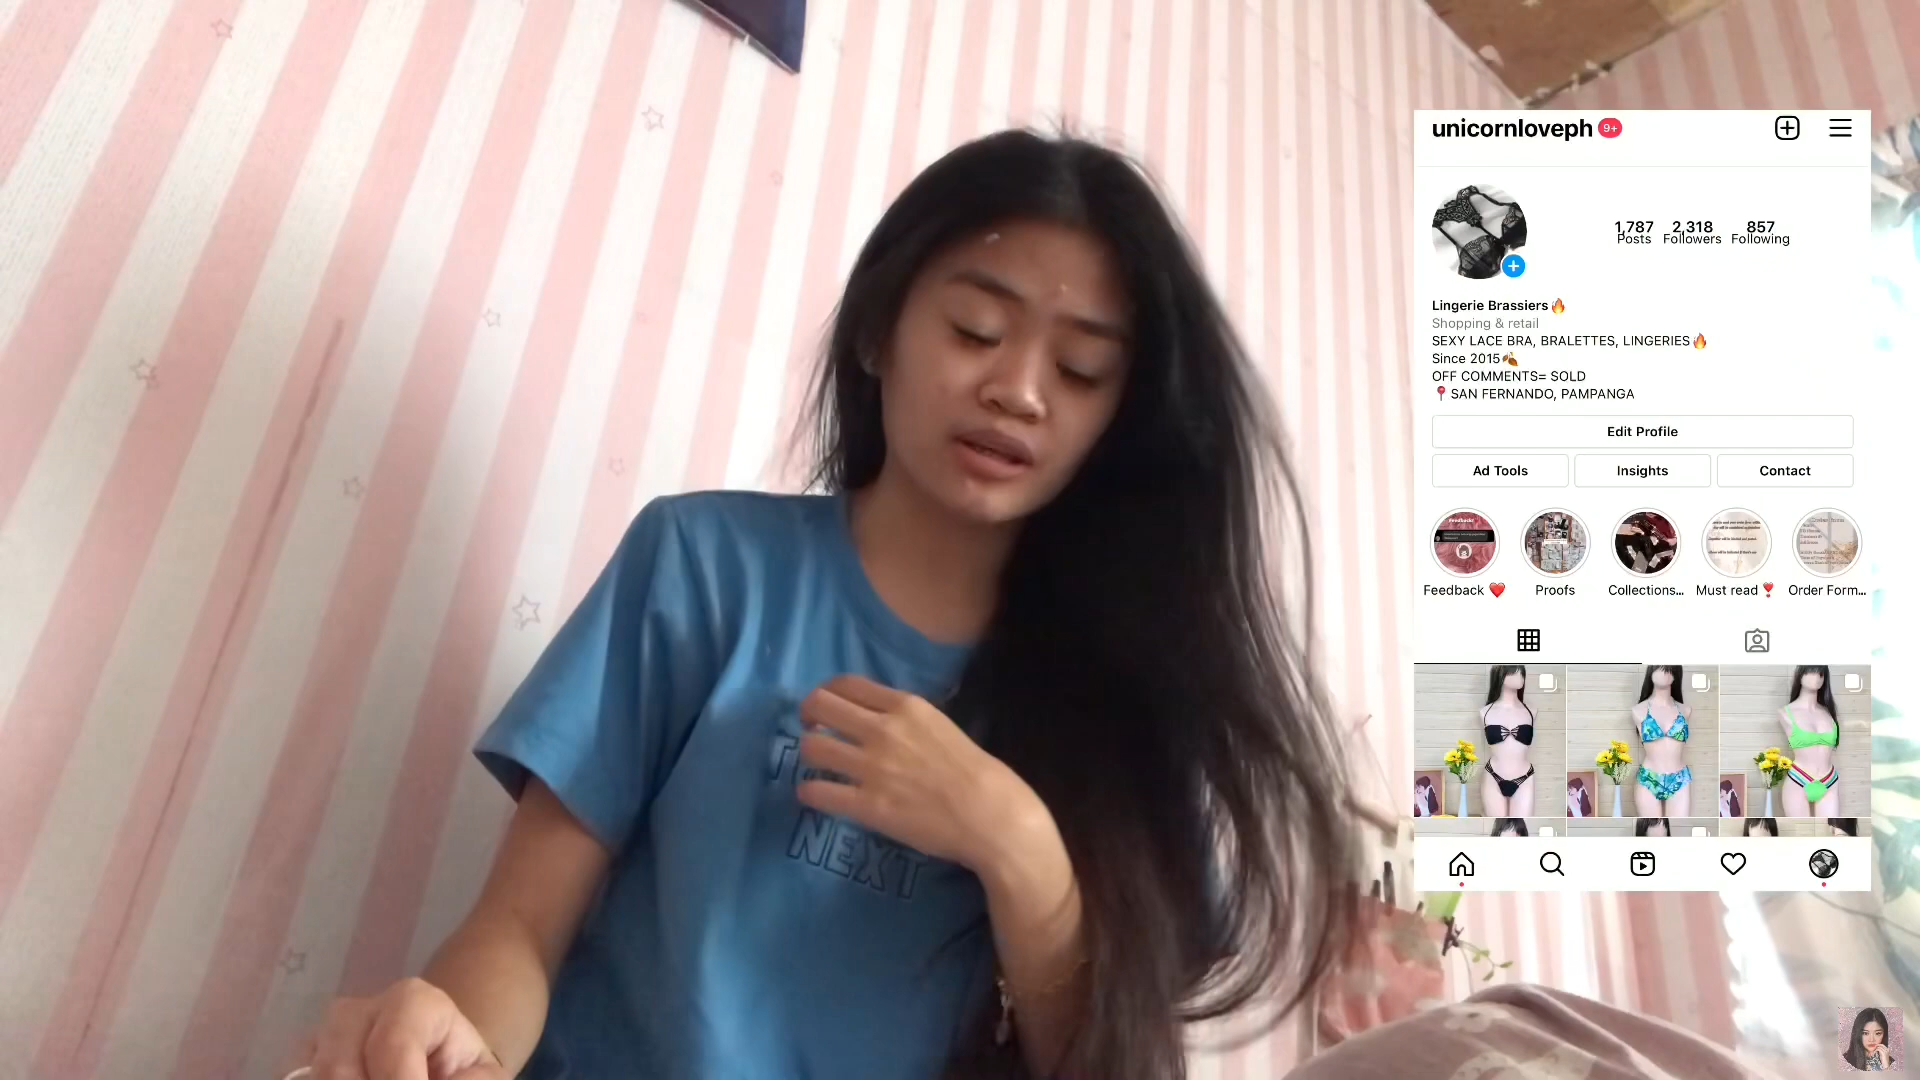 unicornloveph 9+
1,787 2,318 857
Posts Followers Following
Lingerie Brassiers🔥
Shopping & retail
SEXY LACE BRA, BRALETTES, LINGERIES🔥
Since 2015🍂
OFF COMMENTS= SOLD
📍SAN FERNANDO, PAMPANGA
Edit Profile
Ad Tools Insights Contact
Feedback ❤️ Proofs Collections... Must read ❣️ Order Form...
NEXT